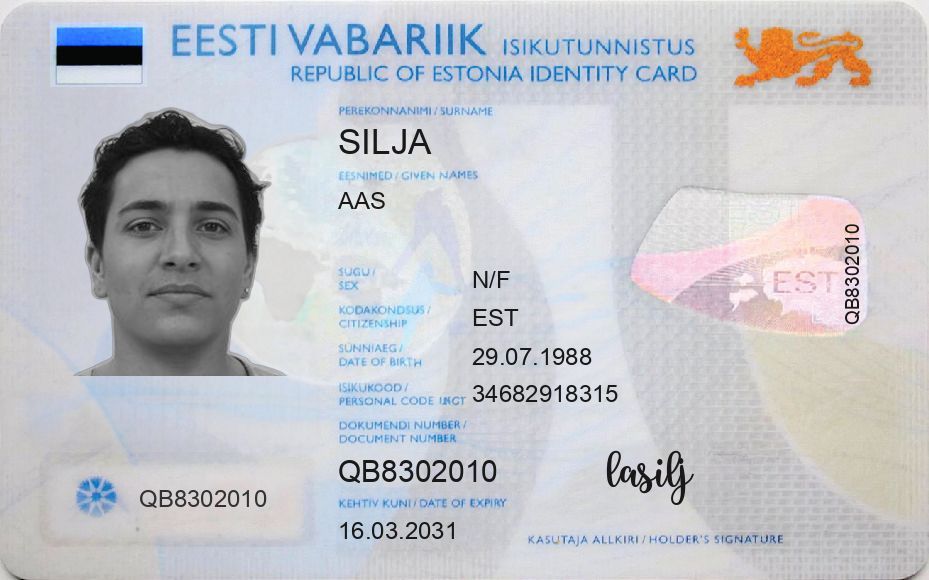 EESTI VABARIIK ISIKUTUNNISTUS
REPUBLIC OF ESTONIA IDENTITY CARD
PEREKONNANIMI / SURNAME
SILJA
EESNIMED / GIVEN NAMES
AAS
SUGU /
SEX
N/F
KODAKONDSUS /
CITIZENSHIP
EST
SÜNNIAEG /
DATE OF BIRTH
29.07.1988
ISIKUKOOD /
PERSONAL CODE
34682918315
DOKUMENDI NUMBER /
DOCUMENT NUMBER
QB8302010
KEHTIV KUNI / DATE OF EXPIRY
16.03.2031
QB8302010
EST
QB8302010
lasilj
KASUTAJA ALLKIRI / HOLDER'S SIGNATURE